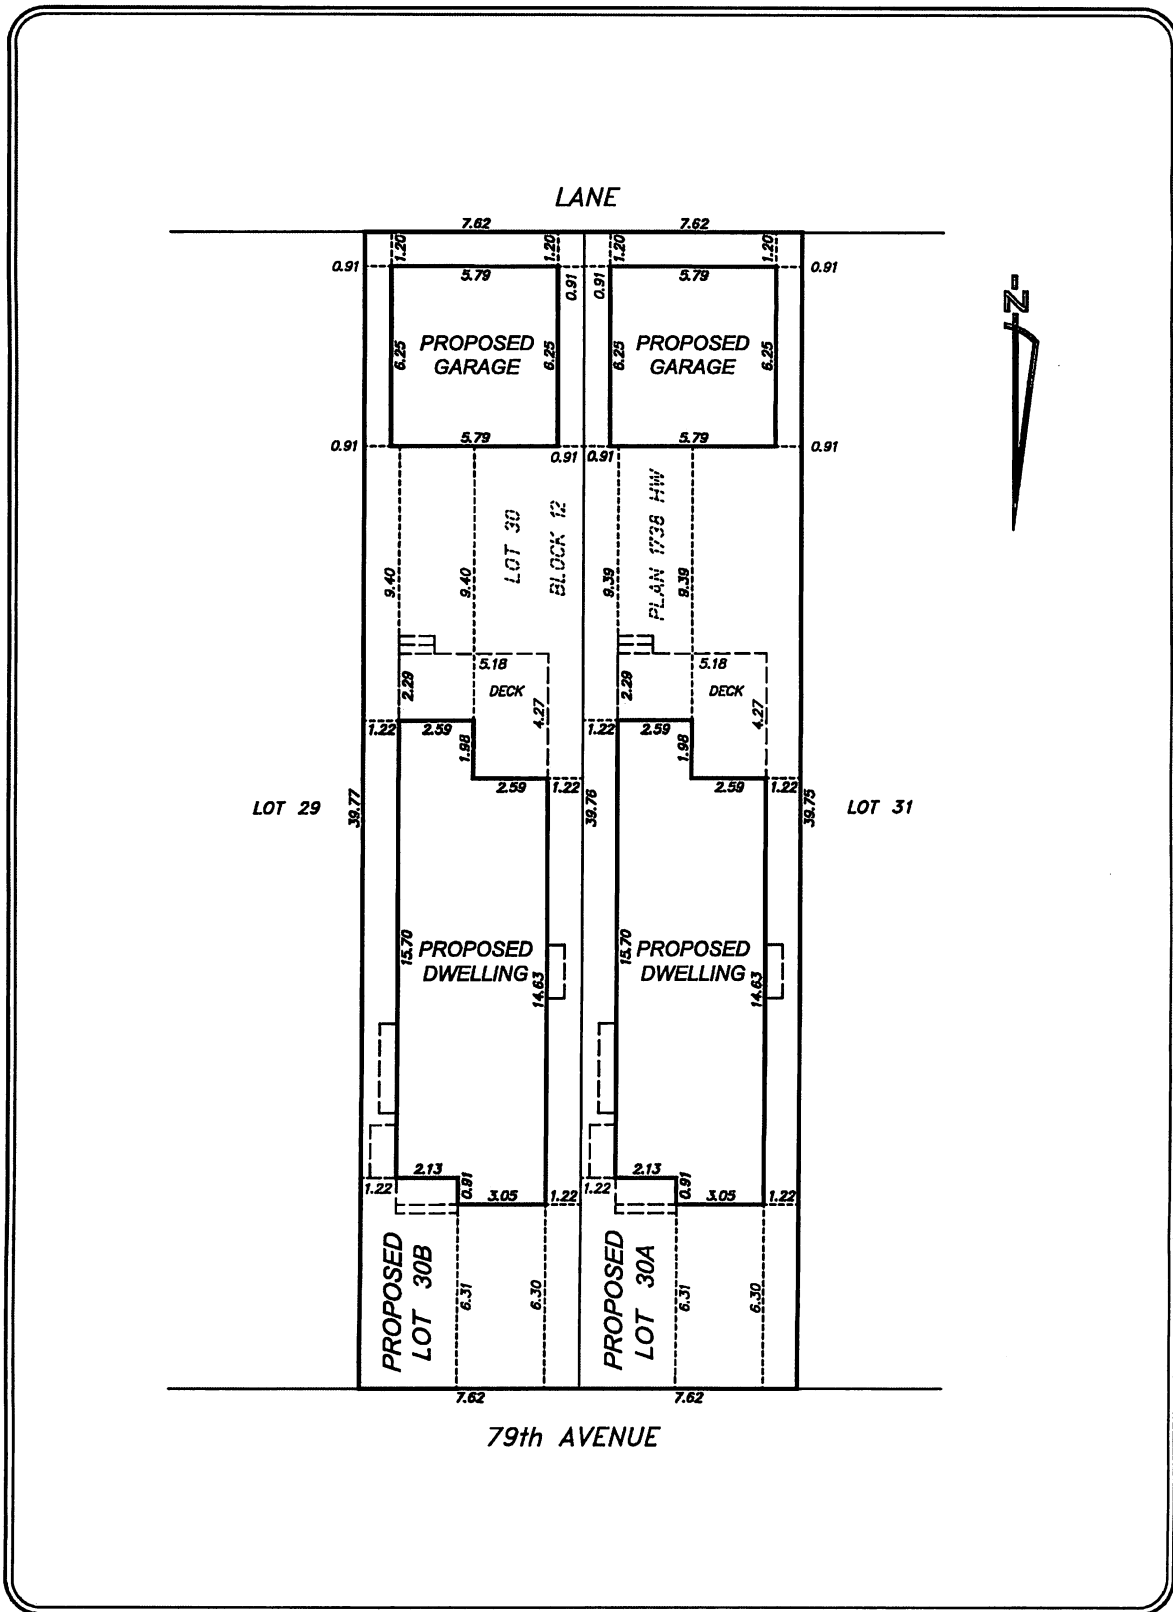 LANE
7.62
7.62
1.20
1.20
1.20
1.20
0.91
5.79
0.91
0.91
5.79
0.91
PROPOSED
GARAGE
6.25
6.25
PROPOSED
GARAGE
6.25
6.25
-N-
0.91
5.79
0.91
0.91
5.79
0.91
LOT 30
BLOCK 12
PLAN 1738 HW
9.40
9.40
9.39
9.39
5.18
DECK
2.29
4.27
5.18
DECK
2.29
4.27
1.22
2.59
1.98
2.59
1.22
1.22
2.59
1.98
2.59
1.22
LOT 29
39.77
39.76
39.75
LOT 31
15.70
PROPOSED
DWELLING
14.63
15.70
PROPOSED
DWELLING
14.63
2.13
1.22
0.91
3.05
1.22
2.13
1.22
0.91
3.05
1.22
PROPOSED
LOT 30B
6.31
6.30
PROPOSED
LOT 30A
6.31
6.30
7.62
7.62
79th AVENUE